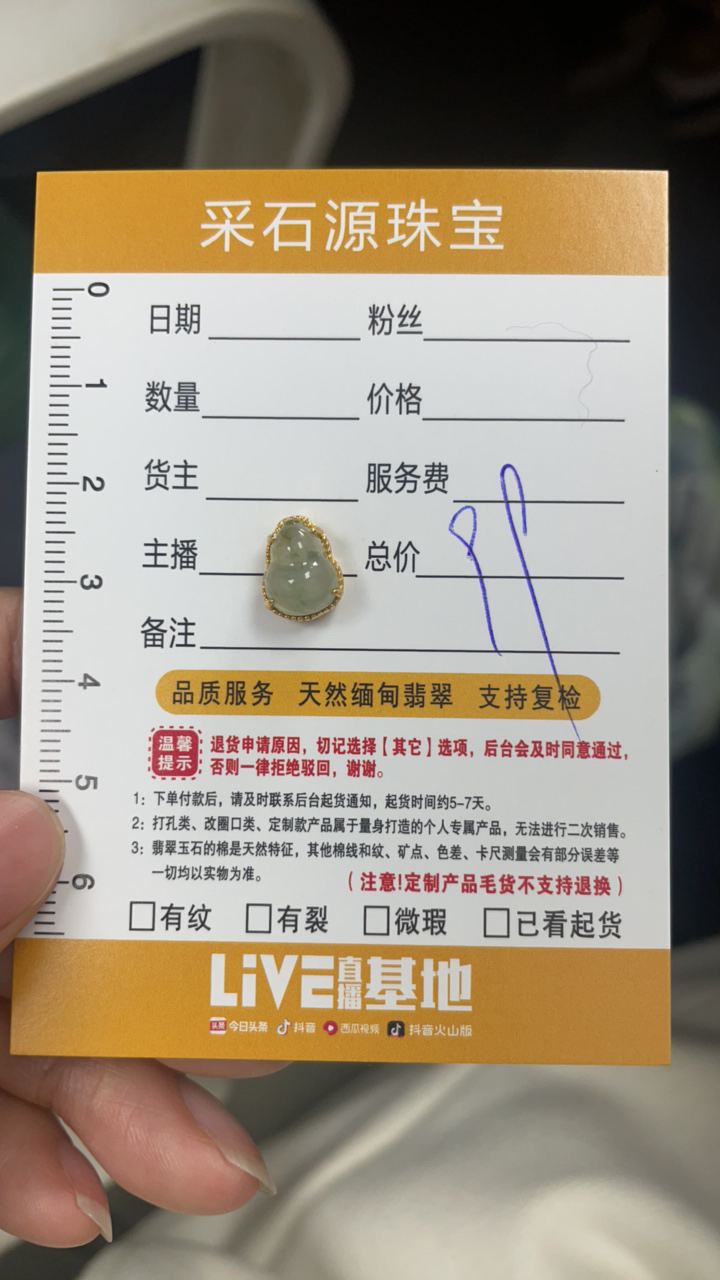 采石源珠宝
0
1
2
3
4
5
6
日期 粉丝
数量 价格
货主 服务费
主播 总价
备注
品质服务 天然缅甸翡翠 支持复检
温馨提示
退货申请原因，切记选择【其它】选项，后台会及时同意通过，
否则一律拒绝驳回，谢谢。
1：下单付款后，请及时联系后台起货通知，起货时间约5-7天。
2：打孔类、改圈口类、定制款产品属于量身打造的个人专属产品，无法进行二次销售。
3：翡翠玉石的棉是天然特征，其他棉线和纹、矿点、色差、卡尺测量会有部分误差等
一切均以实物为准。
（注意!定制产品毛货不支持退换）
有纹 有裂 微瑕 已看起货
LiVE直播基地
头条 今日头条 抖音 西瓜视频 抖音火山版